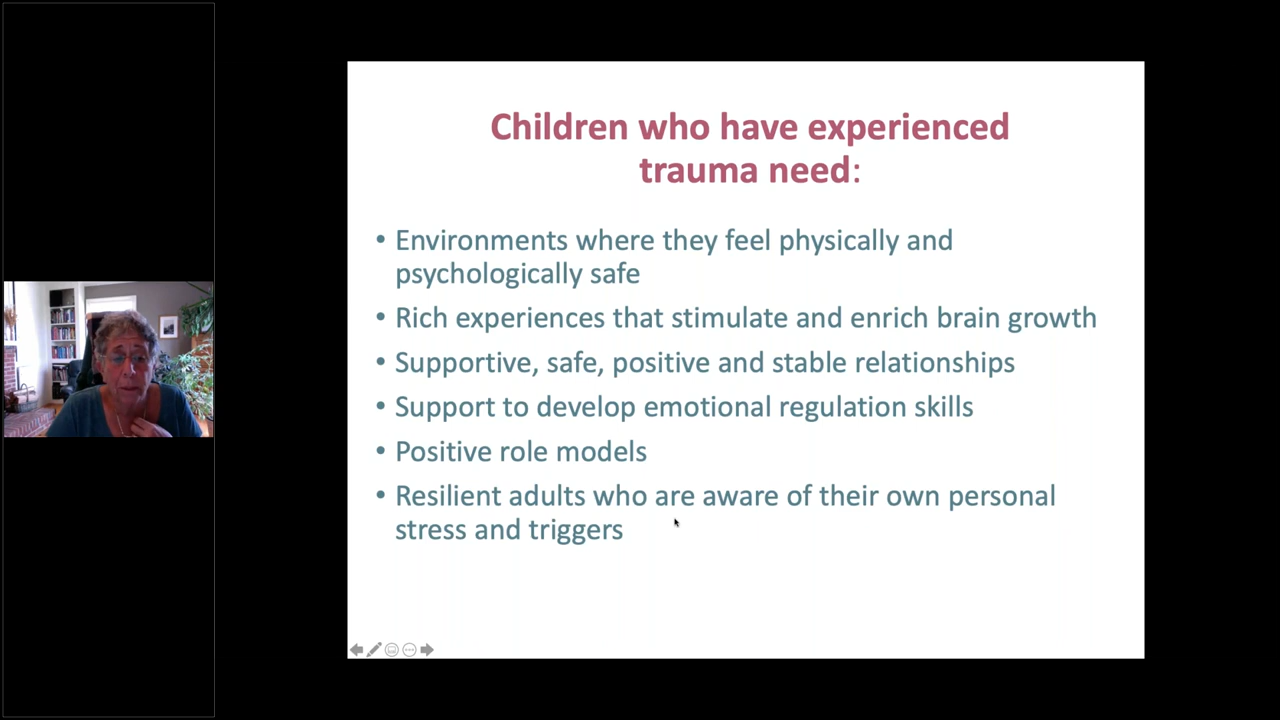 Children who have experienced
trauma need:
• Environments where they feel physically and
psychologically safe
• Rich experiences that stimulate and enrich brain growth
• Supportive, safe, positive and stable relationships
• Support to develop emotional regulation skills
• Positive role models
• Resilient adults who are aware of their own personal
stress and triggers